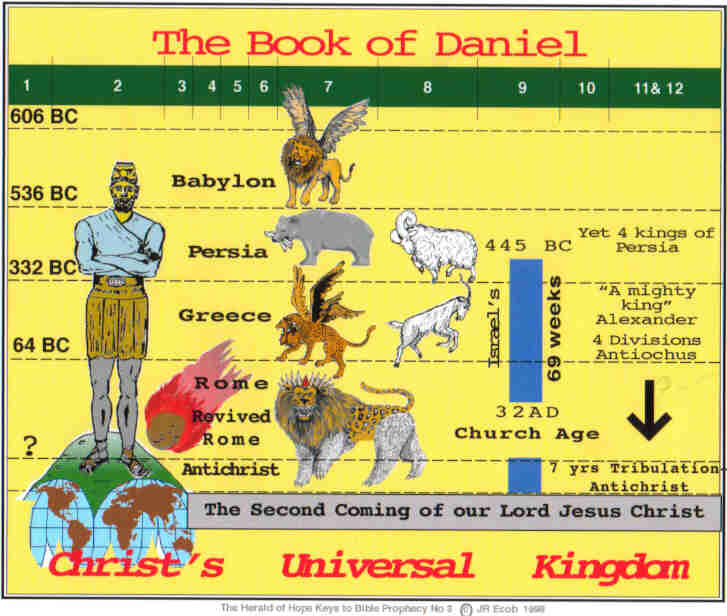 The Book of Daniel
1 2 3 4 5 6 7 8 9 10 11& 12
606 BC
Babylon
536 BC
Persia
445 BC
Yet 4 kings of
Persia
332 BC
Greece
Israel's
69 weeks
"A mighty
king"
Alexander
4 Divisions
Antiochus
64 BC
Rome
Revived
Rome
32AD
Church Age
?
Antichrist
7 yrs Tribulation
Antichrist
The Second Coming of our Lord Jesus Christ
Christ's Universal Kingdom
The Herald of Hope Keys to Bible Prophecy No 3 © JR Ecob 1998